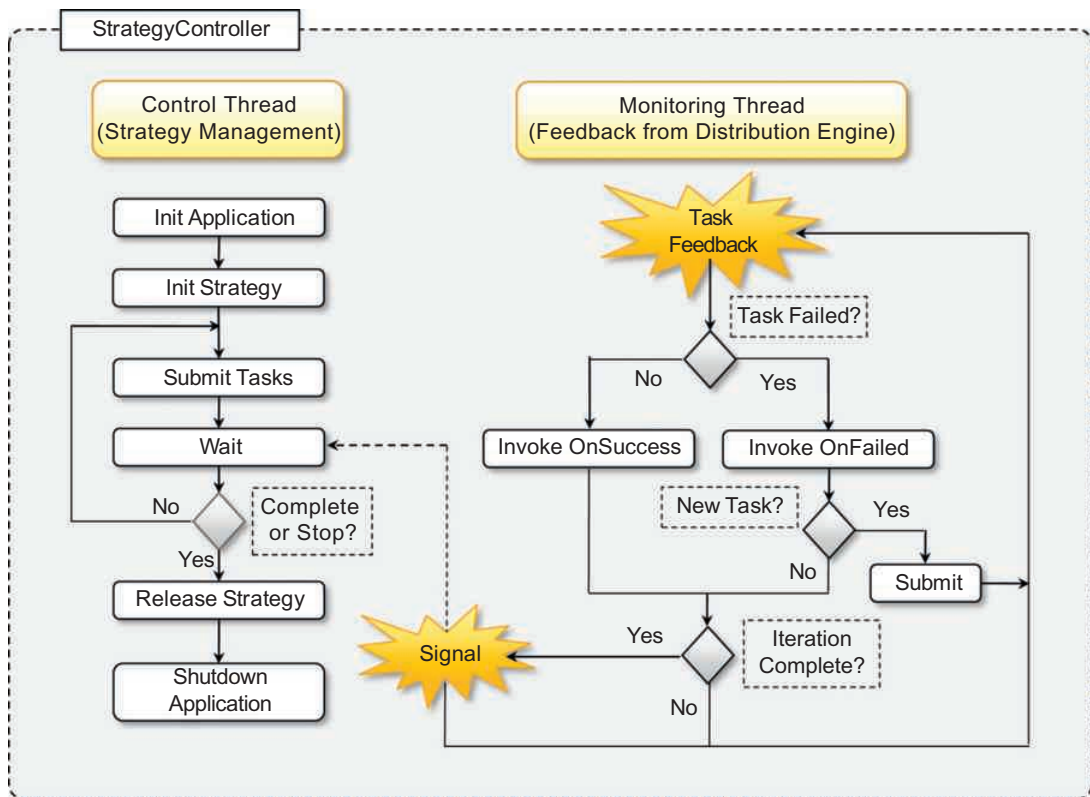 StrategyController
Control Thread
(Strategy Management)
Monitoring Thread
(Feedback from Distribution Engine)
Init Application
Init Strategy
Submit Tasks
Wait
No
Complete
or Stop?
Yes
Release Strategy
Shutdown
Application
Task
Feedback
Task Failed?
No
Yes
Invoke OnSuccess
Invoke OnFailed
New Task?
Yes
No
Submit
Yes
Iteration
Complete?
Signal
No